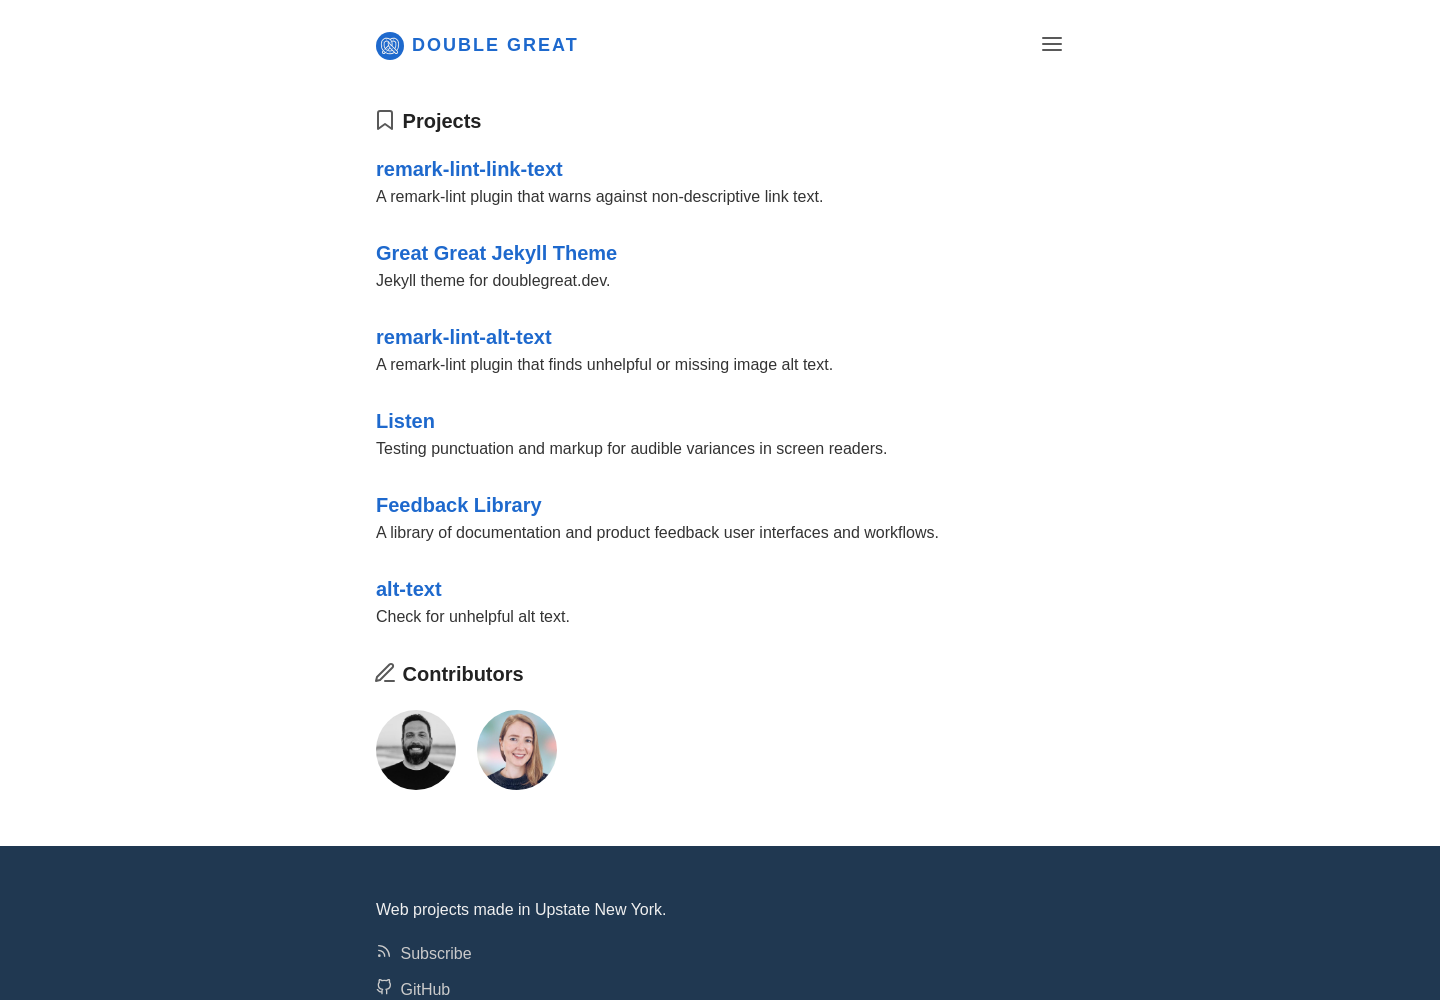 DOUBLE GREAT
Projects
remark-lint-link-text
A remark-lint plugin that warns against non-descriptive link text.
Great Great Jekyll Theme
Jekyll theme for doublegreat.dev.
remark-lint-alt-text
A remark-lint plugin that finds unhelpful or missing image alt text.
Listen
Testing punctuation and markup for audible variances in screen readers.
Feedback Library
A library of documentation and product feedback user interfaces and workflows.
alt-text
Check for unhelpful alt text.
Contributors
Web projects made in Upstate New York.
Subscribe
GitHub